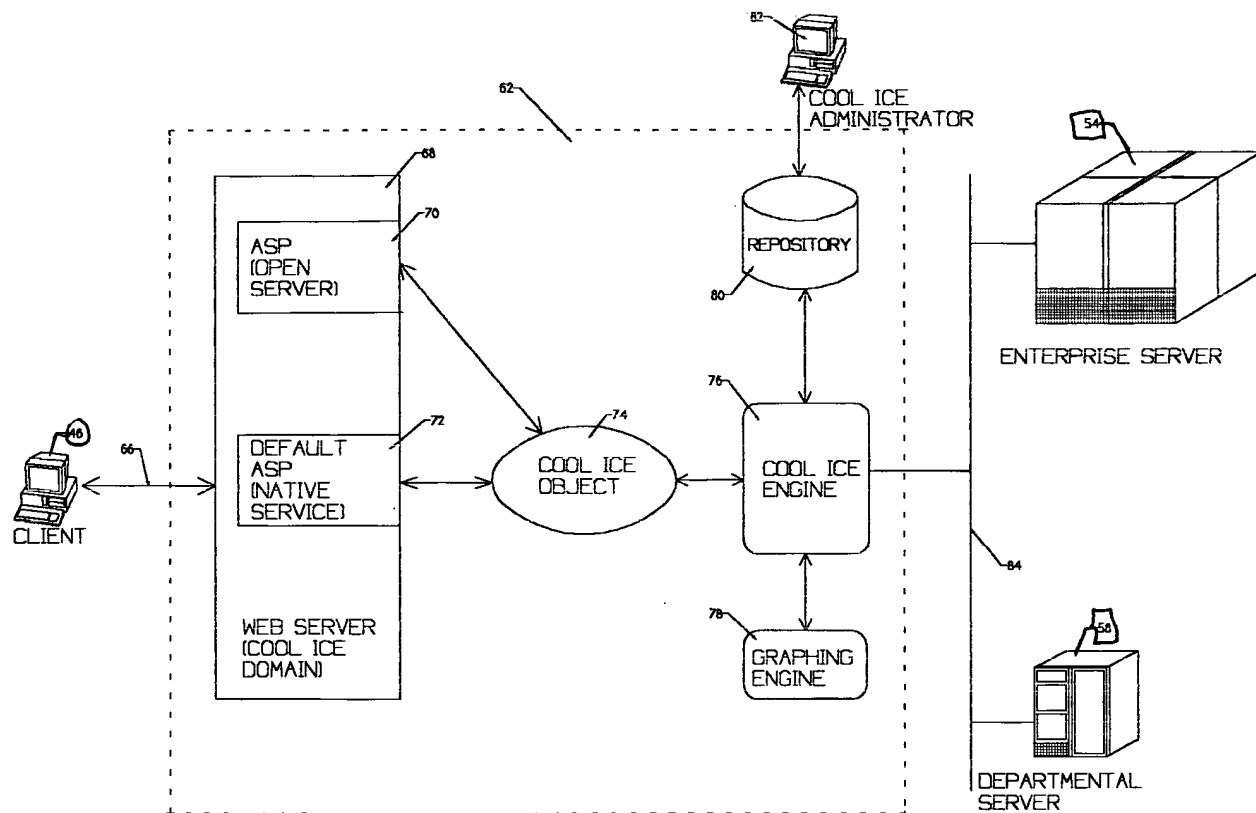 82
COOL ICE
ADMINISTRATOR
62
54
68
70
ASP
(OPEN
SERVER)
REPOSITORY
80
ENTERPRISE SERVER
76
72
74
46
66
DEFAULT
ASP
(NATIVE
SERVICE)
COOL ICE
OBJECT
COOL ICE
ENGINE
CLIENT
84
78
58
WEB SERVER
(COOL ICE
DOMAIN)
GRAPHING
ENGINE
DEPARTMENTAL
SERVER